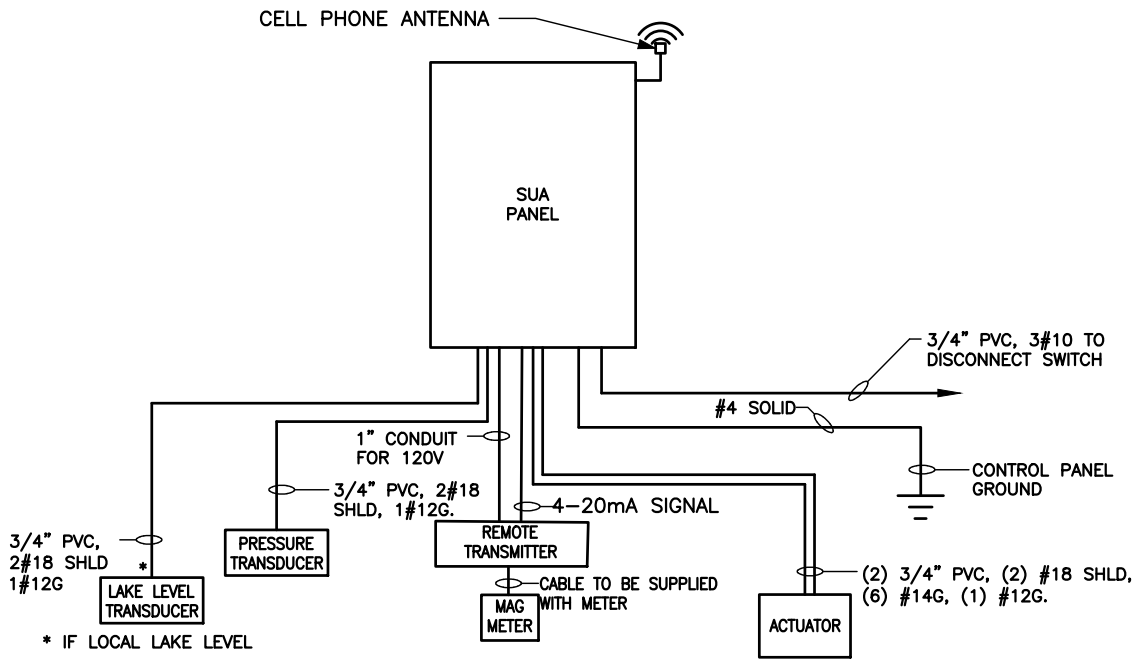 CELL PHONE ANTENNA
SUA
PANEL
3/4” PVC, 3#10 TO
DISCONNECT SWITCH
#4 SOLID
1” CONDUIT
FOR 120V
CONTROL PANEL
GROUND
3/4” PVC, 2#18
SHLD, 1#12G.
4-20mA SIGNAL
3/4” PVC,
2#18 SHLD
1#12G
*
PRESSURE
TRANSDUCER
REMOTE
TRANSMITTER
LAKE LEVEL
TRANSDUCER
CABLE TO BE SUPPLIED
WITH METER
MAG
METER
(2) 3/4” PVC, (2) #18 SHLD,
(6) #14G, (1) #12G.
ACTUATOR
* IF LOCAL LAKE LEVEL